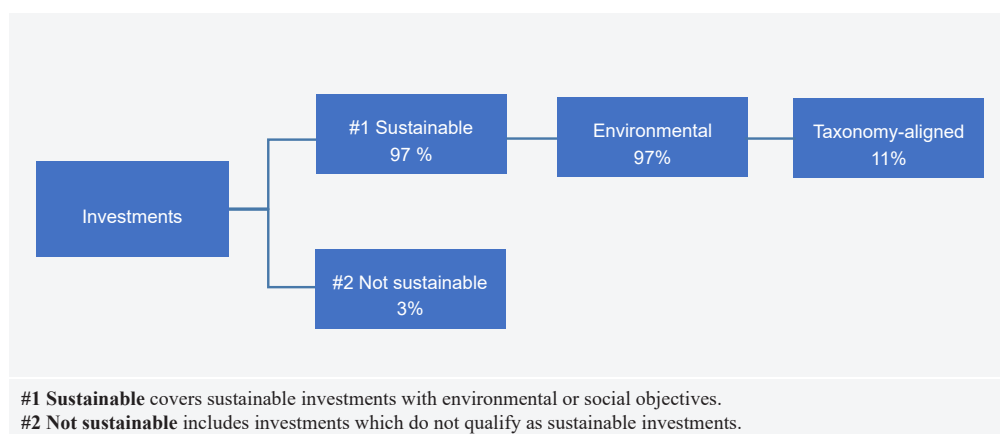 #1 Sustainable
97 %
Environmental
97%
Taxonomy-aligned
11%
Investments
#2 Not sustainable
3%
#1 Sustainable covers sustainable investments with environmental or social objectives.
#2 Not sustainable includes investments which do not qualify as sustainable investments.